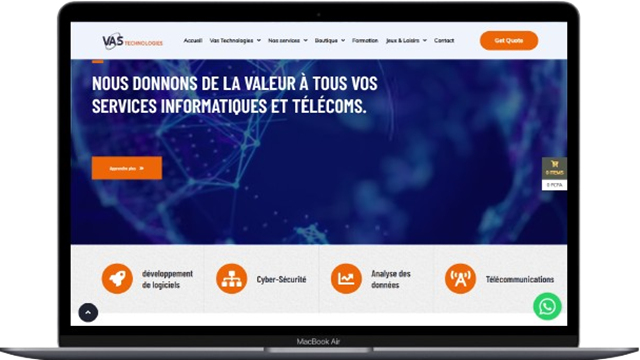 VAS TECHNOLOGIES
Accueil Vas Technologies Nos services Boutique Formation Jeux & Loisirs Contact Get Quote
NOUS DONNONS DE LA VALEUR À TOUS VOS
SERVICES INFORMATIQUES ET TÉLÉCOMS.
Apprendre plus
0 ITEMS
0 FCFA
développement
de logiciels
Cyber-Sécurité
Analyse des
données
Télécommunications
MacBook Air